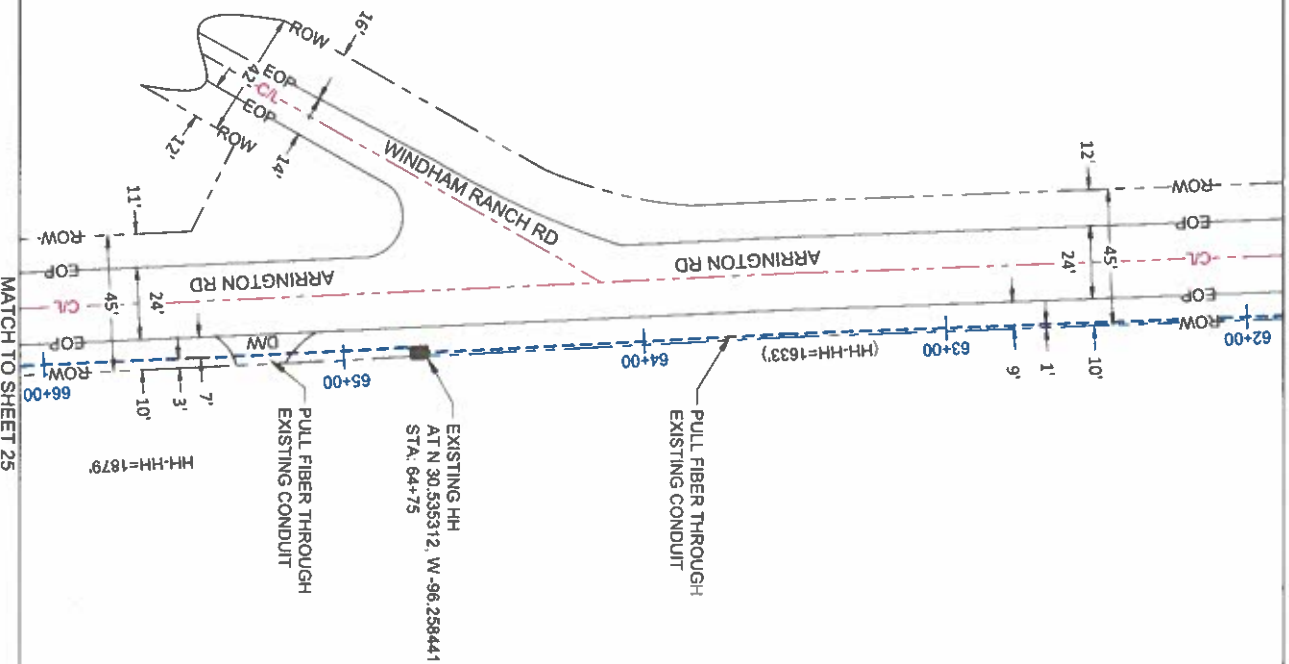 ROW
16'
EOP
42'
C/L
EOP
ROW
12'
14'
WINDHAM RANCH RD
11'
ROW
EOP
C/L
EOP
ROW
45'
24'
ARRINGTON RD
D/W
10'
3'
7'
66+00
65+00
HH-HH=1879'
PULL FIBER THROUGH
EXISTING CONDUIT
EXISTING HH
AT N 30.535312, W -96.258441
STA: 64+75
ARRINGTON RD
64+00
(HH-HH=1633')
PULL FIBER THROUGH
EXISTING CONDUIT
63+00
9'
1'
10'
12'
24'
45'
ROW
EOP
C/L
EOP
ROW
62+00
MATCH TO SHEET 25